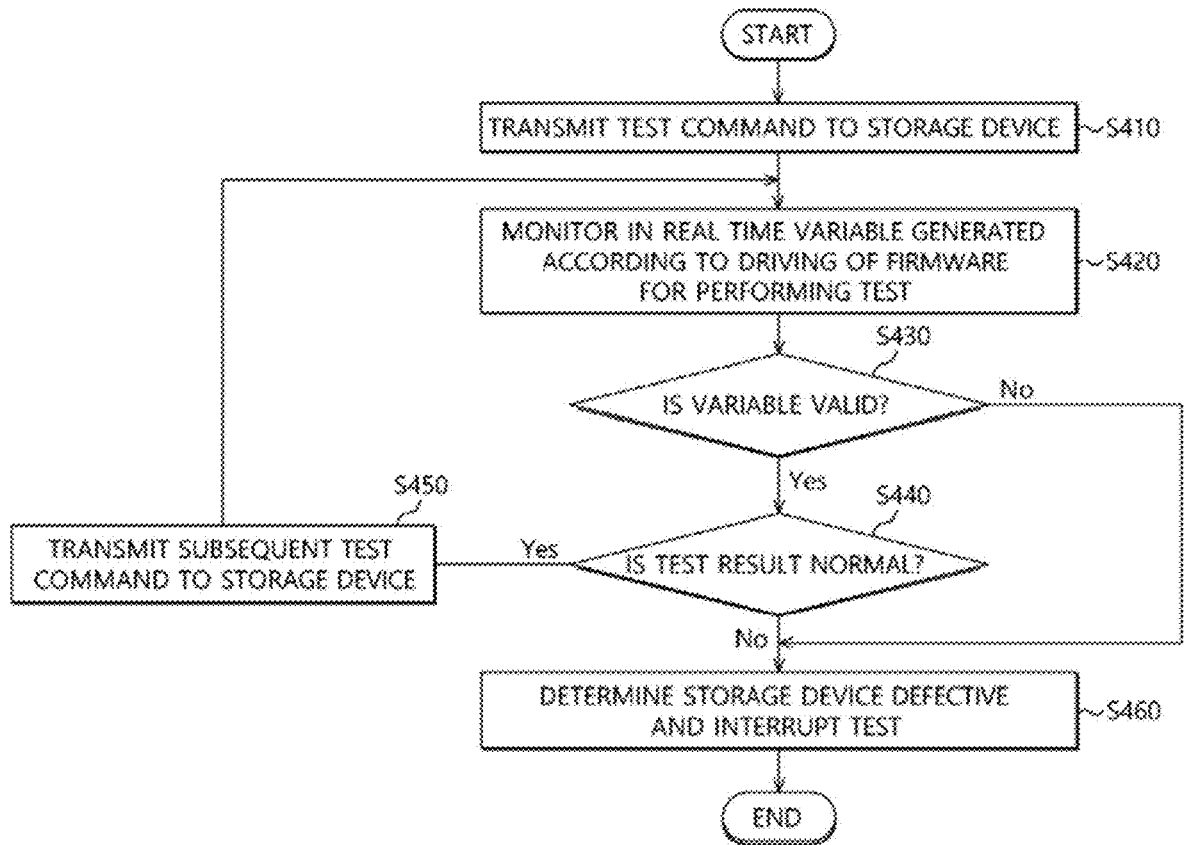 START
TRANSMIT TEST COMMAND TO STORAGE DEVICE
S410
MONITOR IN REAL TIME VARIABLE GENERATED
ACCORDING TO DRIVING OF FIRMWARE
FOR PERFORMING TEST
S420
S430
IS VARIABLE VALID?
No
Yes
S440
IS TEST RESULT NORMAL?
Yes
S450
TRANSMIT SUBSEQUENT TEST
COMMAND TO STORAGE DEVICE
No
DETERMINE STORAGE DEVICE DEFECTIVE
AND INTERRUPT TEST
S460
END